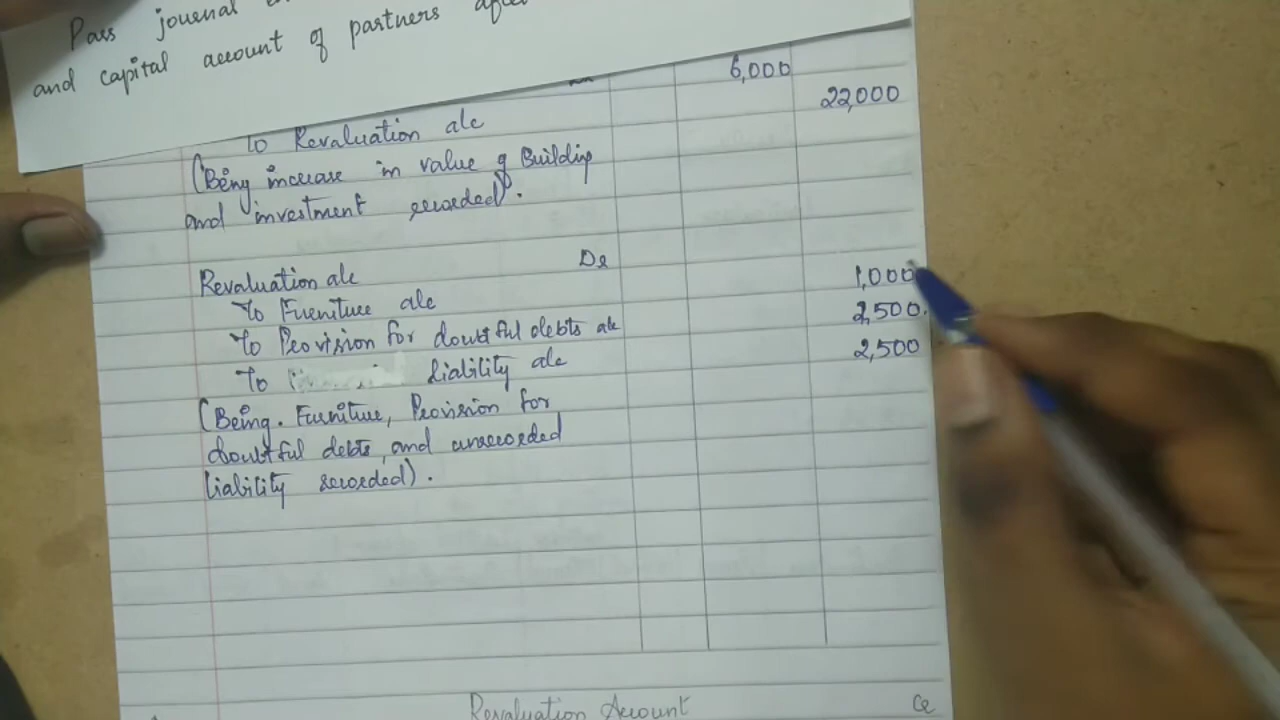 Pass journal
and capital account of partners
6,000
To Revaluation a/c 22,000
(Being increase in value of Building
and investment recorded).
Revaluation a/c Dr
To Furniture a/c 1,000
To Provision for doubtful debts a/c 2,500
To liability a/c 2,500
(Being. Furniture, Provision for
doubtful debts, and unrecorded
liability recorded).
Revaluation Account Cr